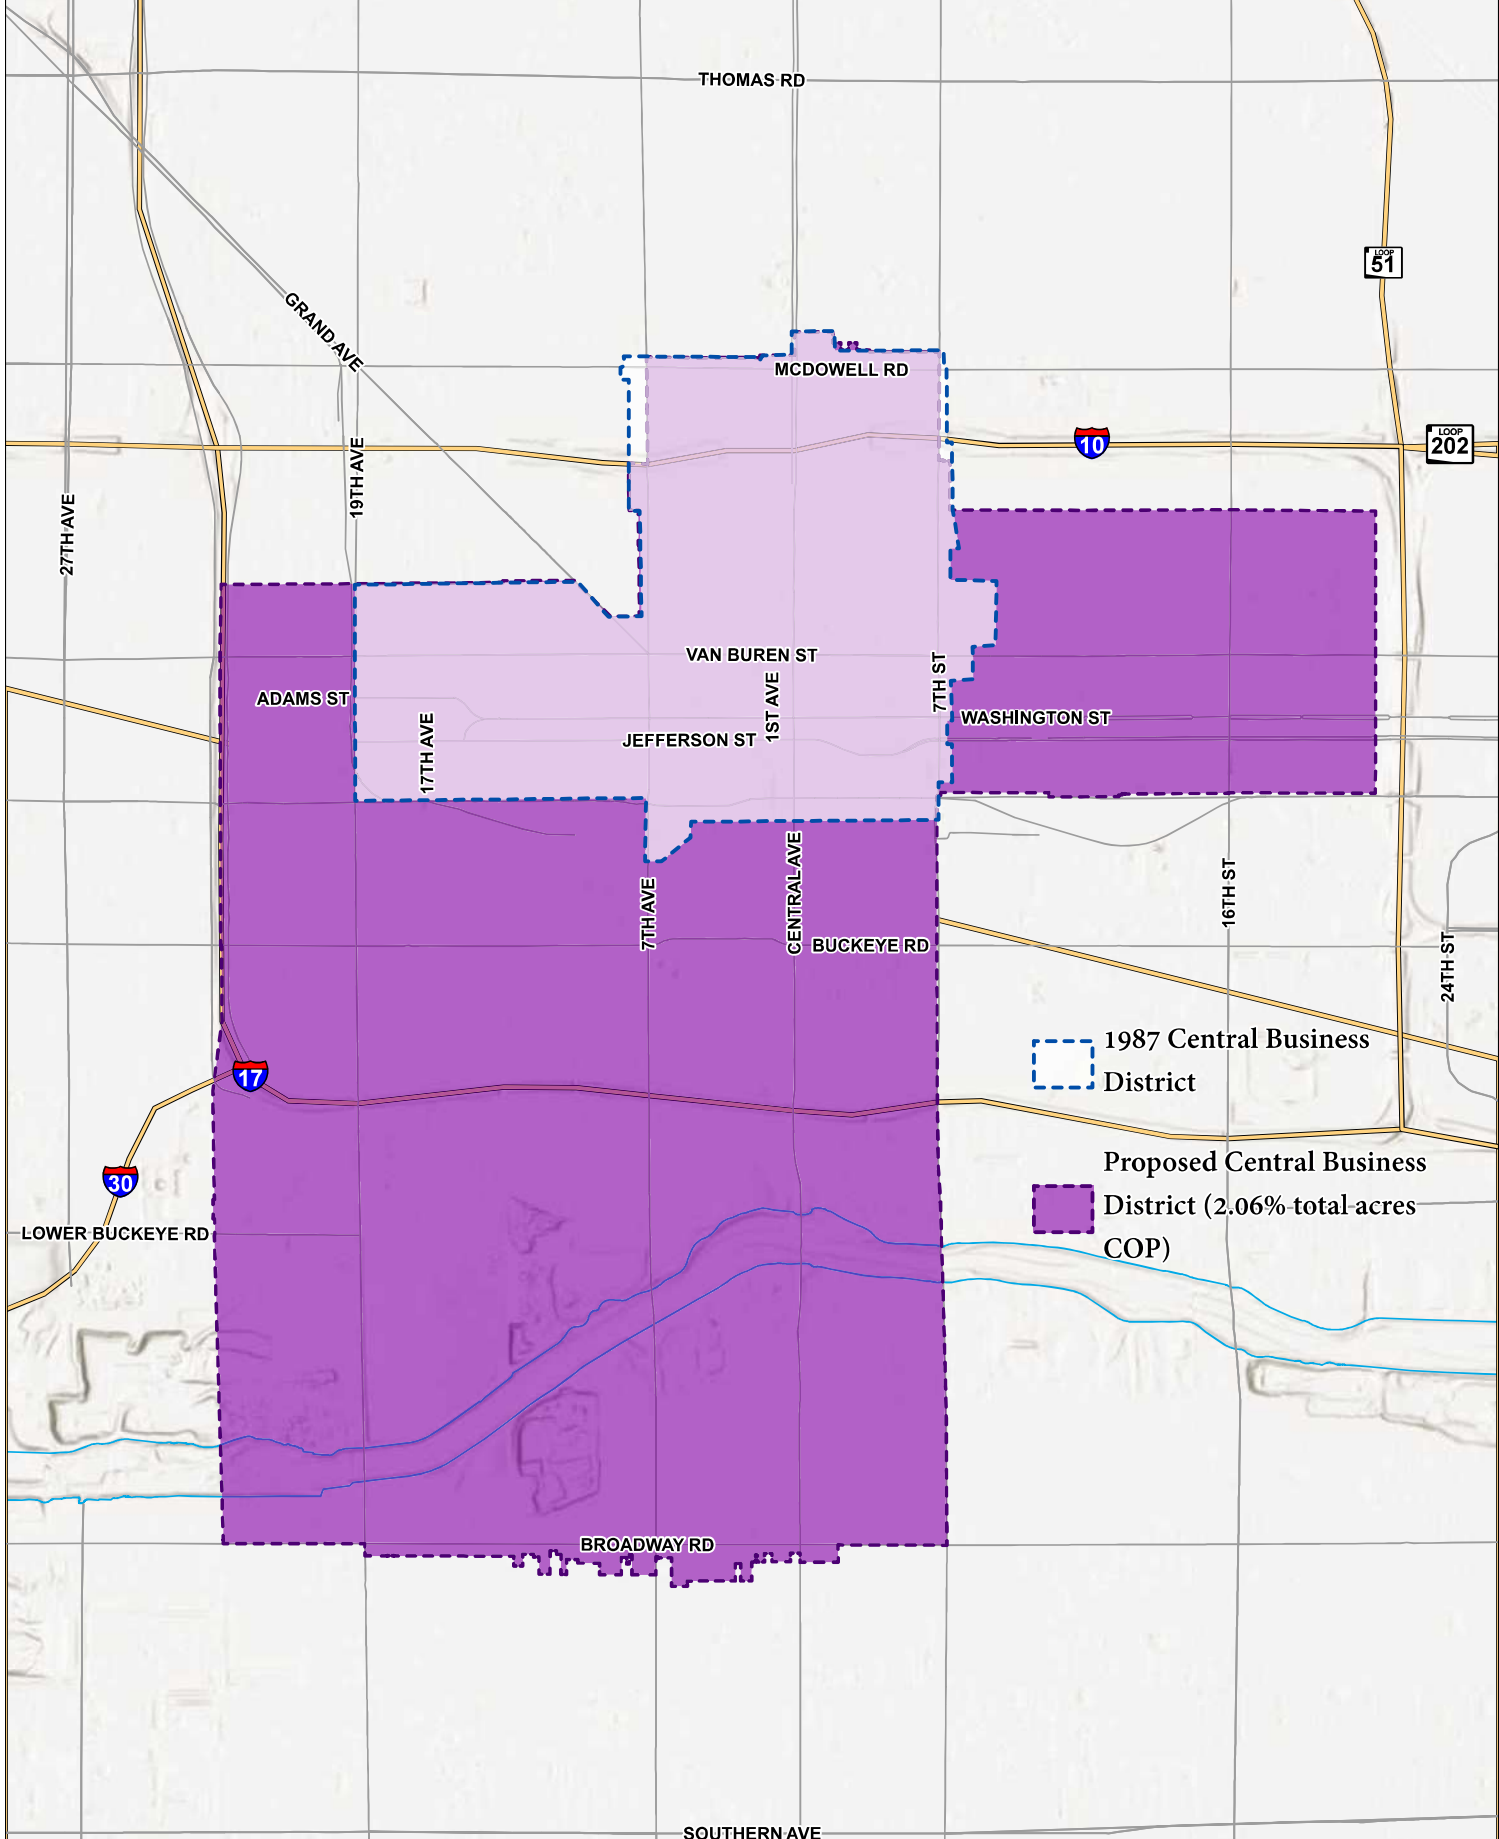 THOMAS RD
LOOP
51
GRAND AVE
MCDOWELL RD
10
LOOP
202
19TH AVE
27TH AVE
VAN BUREN ST
7TH ST
ADAMS ST
1ST AVE
WASHINGTON ST
17TH AVE
JEFFERSON ST
CENTRAL AVE
16TH ST
7TH AVE
BUCKEYE RD
24TH ST
1987 Central Business
District
17
Proposed Central Business
District (2.06% total acres
COP)
30
LOWER BUCKEYE RD
BROADWAY RD
SOUTHERN AVE